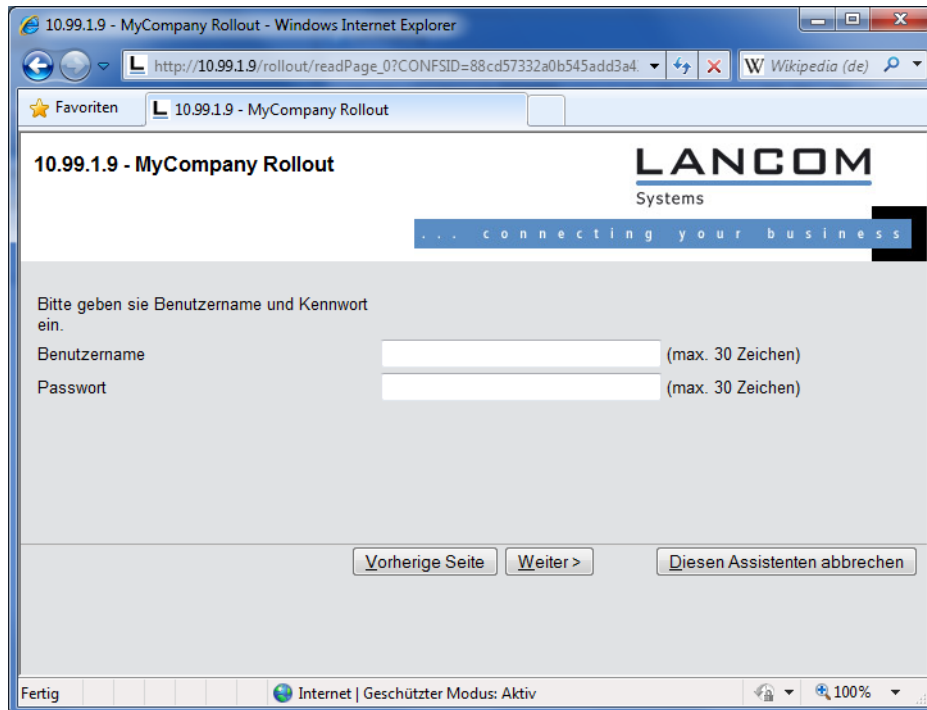 10.99.1.9 - MyCompany Rollout - Windows Internet Explorer
http://10.99.1.9/rollout/readPage_0?CONFSID=88cd57332a0b545add3a4
W Wikipedia (de)
Favoriten
10.99.1.9 - MyCompany Rollout
10.99.1.9 - MyCompany Rollout
LANCOM
Systems
... connecting your business
Bitte geben sie Benutzername und Kennwort
ein.
Benutzername (max. 30 Zeichen)
Passwort (max. 30 Zeichen)
Vorherige Seite Weiter > Diesen Assistenten abbrechen
Fertig Internet | Geschützter Modus: Aktiv 100%